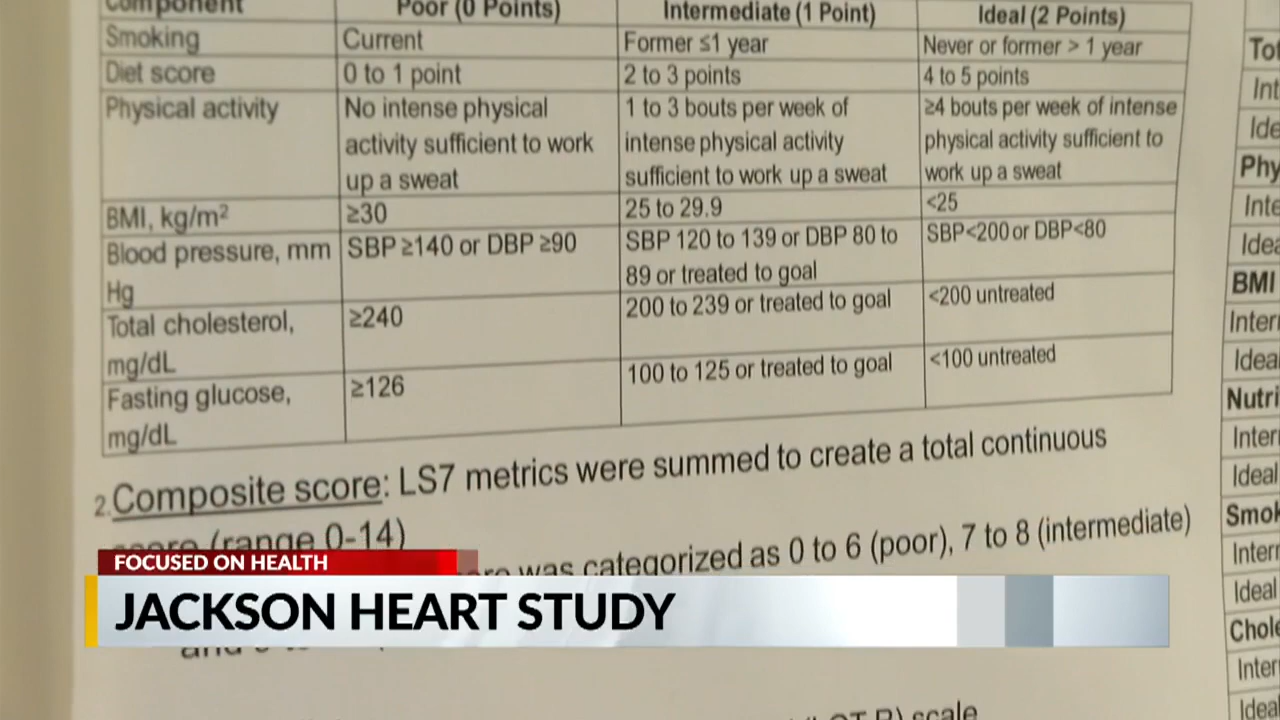 Component Poor (0 Points) Intermediate (1 Point) Ideal (2 Points)
Smoking Current Former ≤1 year Never or former > 1 year
Diet score 0 to 1 point 2 to 3 points 4 to 5 points
Physical activity No intense physical 1 to 3 bouts per week of ≥4 bouts per week of intense
activity sufficient to work intense physical activity physical activity sufficient to
up a sweat sufficient to work up a sweat work up a sweat
BMI, kg/m² ≥30 25 to 29.9 <25
Blood pressure, mm SBP ≥140 or DBP ≥90 SBP 120 to 139 or DBP 80 to SBP<200 or DBP<80
Hg 89 or treated to goal
Total cholesterol, ≥240 200 to 239 or treated to goal <200 untreated
mg/dL
Fasting glucose, ≥126 100 to 125 or treated to goal <100 untreated
mg/dL
2. Composite score: LS7 metrics were summed to create a total continuous
score (range 0-14)
was categorized as 0 to 6 (poor), 7 to 8 (intermediate)
and
scale
Tot
Int
Ide
Phy
Inte
Idea
BMI
Interr
Ideal
Nutri
Interr
Ideal
Smok
Interr
Ideal
Chole
Inter
Ideal
FOCUSED ON HEALTH
JACKSON HEART STUDY